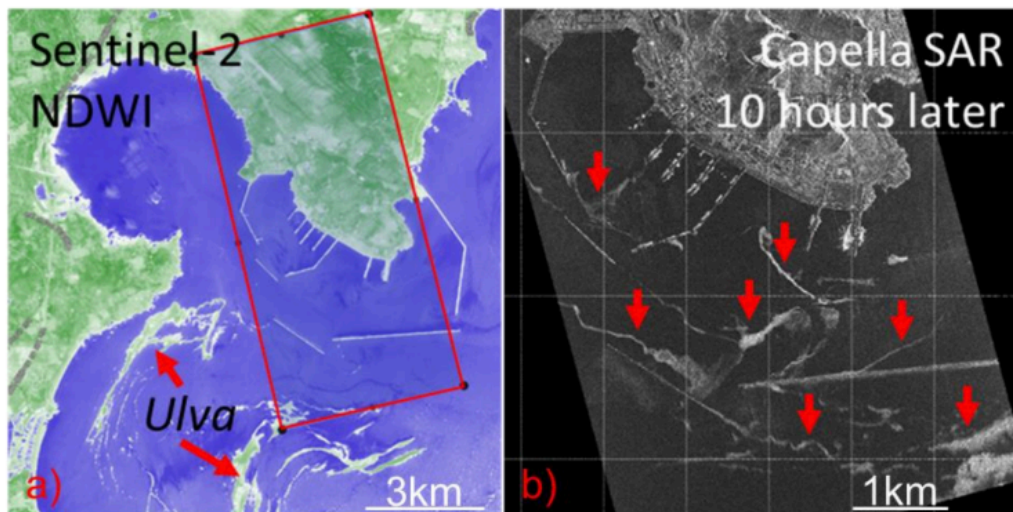 Sentinel-2
NDWI
Ulva
a)
3km
Capella SAR
10 hours later
b)
1km